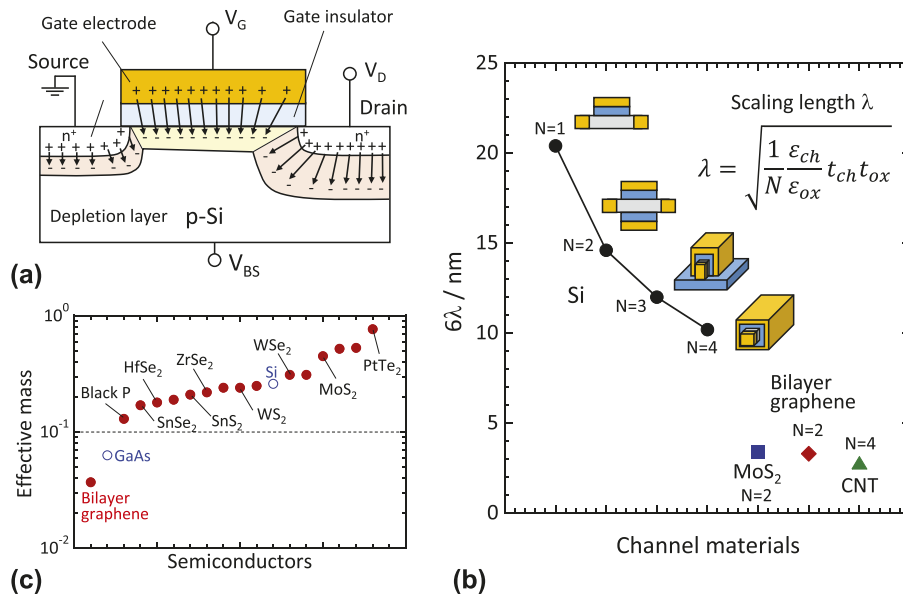 V_G
Gate electrode
Gate insulator
Source
V_D
Drain
+ + + + + + + + + + +
n⁺
n⁺
Depletion layer
p-Si
V_BS
(a)
25
20
15
10
5
0
6λ / nm
Scaling length λ
λ = √(1/N ε_ch/ε_ox t_ch t_ox)
N=1
N=2
Si
N=3
N=4
Bilayer
graphene
N=2
N=4
MoS₂
CNT
N=2
Channel materials
(b)
10⁰
10⁻¹
10⁻²
Effective mass
Black P
HfSe₂
SnSe₂
ZrSe₂
SnS₂
WSe₂
Si
WS₂
MoS₂
PtTe₂
GaAs
Bilayer
graphene
Semiconductors
(c)